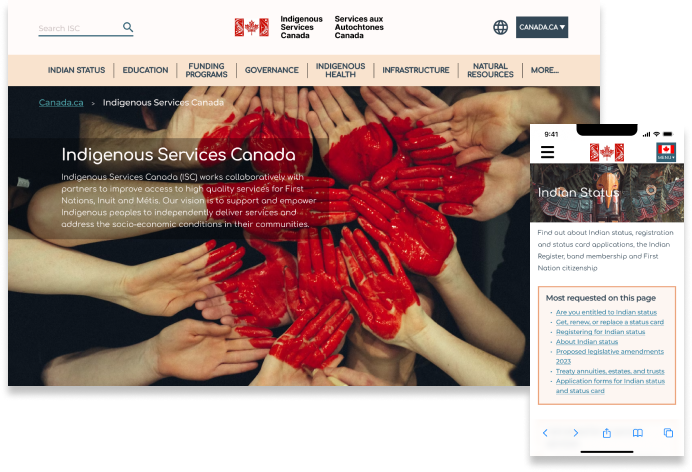 Search ISC
Indigenous
Services
Canada
Services aux
Autochtones
Canada
CANADA.CA ▾
INDIAN STATUS
EDUCATION
FUNDING
PROGRAMS
GOVERNANCE
INDIGENOUS
HEALTH
INFRASTRUCTURE
NATURAL
RESOURCES
MORE...
Canada.ca > Indigenous Services Canada
Indigenous Services Canada
Indigenous Services Canada (ISC) works collaboratively with
partners to improve access to high quality services for First
Nations, Inuit and Métis. Our vision is to support and empower
Indigenous peoples to independently deliver services and
address the socio-economic conditions in their communities.
9:41
MENU ▾
Indian Status
Find out about Indian status, registration
and status card applications, the Indian
Register, band membership and First
Nation citizenship
Most requested on this page
• Are you entitled to Indian status
• Get, renew, or replace a status card
• Registering for Indian status
• About Indian status
• Proposed legislative amendments
2023
• Treaty annuities, estates, and trusts
• Application forms for Indian status
and status card